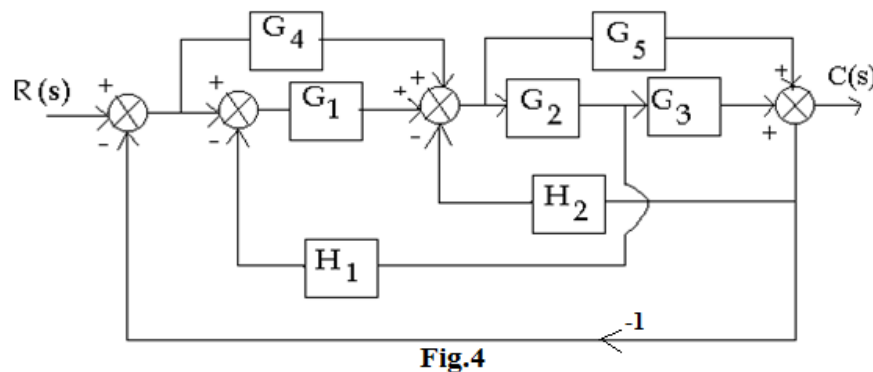 G4
G5
R(s)
+
+
+
+
+
C(s)
G1
G2
G3
+
-
-
-
H2
H1
-1
Fig.4